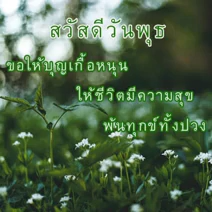 สวัสดีวันพุธ
ขอให้บุญเกื้อหนุน
ให้ชีวิตมีความสุข
พ้นทุกข์ทั้งปวง